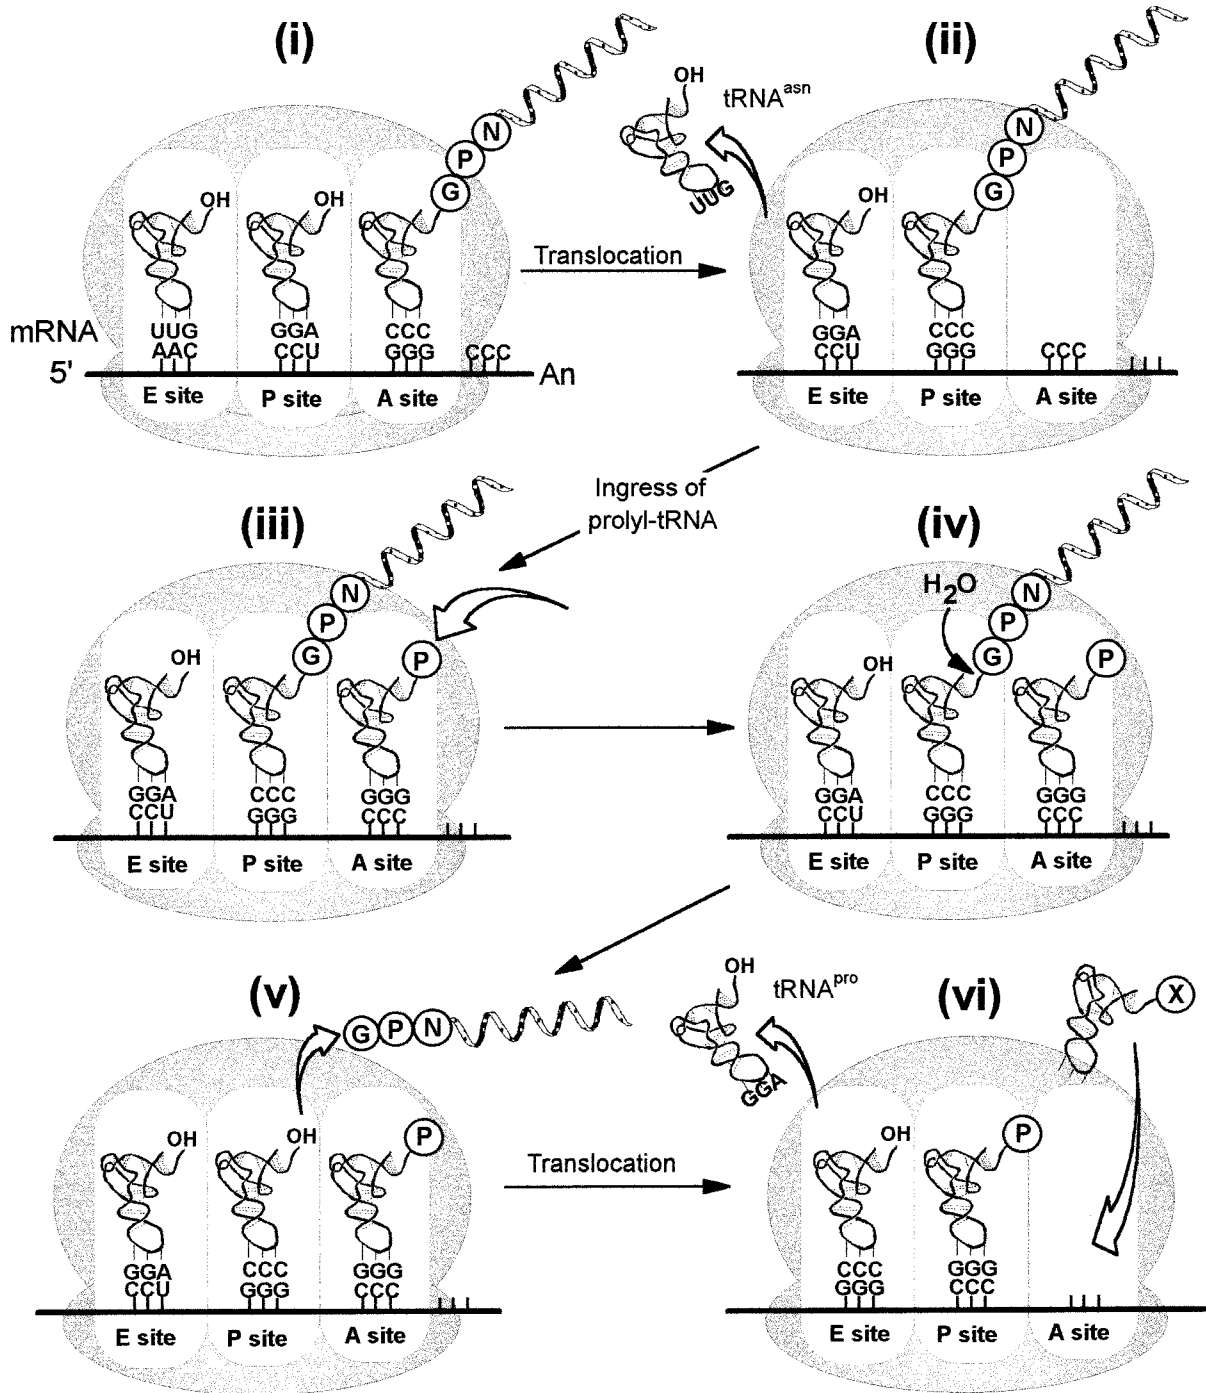 (i)
N
P
G
OH
OH
UUG
GGA
CCC
mRNA
AAC
CCU
GGG
CCC
5'
An
E site
P site
A site
Translocation
OH
tRNAasn
UUG
(ii)
N
P
G
OH
GGA
CCC
CCU
GGG
CCC
E site
P site
A site
Ingress of
prolyl-tRNA
(iii)
N
P
G
P
OH
GGA
CCC
GGG
CCU
GGG
CCC
E site
P site
A site
(iv)
H2O
N
P
G
P
OH
GGA
CCC
GGG
CCU
GGG
CCC
E site
P site
A site
(v)
G P N
OH
OH
P
GGA
CCC
GGG
CCU
GGG
CCC
E site
P site
A site
Translocation
OH
tRNApro
GGA
(vi)
X
OH
P
CCC
GGG
GGG
CCC
E site
P site
A site